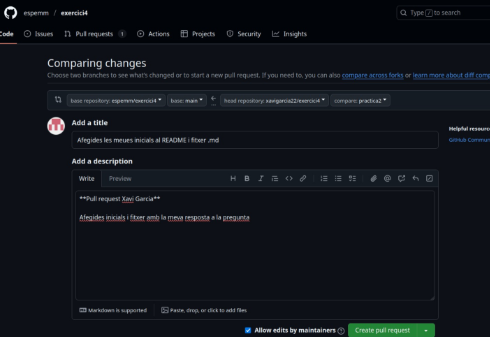 espemm / exercici4
Type / to search
Code
Issues
Pull requests 1
Actions
Projects
Security
Insights
Comparing changes
Choose two branches to see what's changed or to start a new pull request. If you need to, you can also compare across forks or learn more about diff comp
base repository: espemm/exercici4
base: main
head repository: xavigarcia22/exercici4
compare: practica2
Add a title
Afegides les meues inicials al README i fitxer .md
Helpful resource
GitHub Commun
Add a description
Write
Preview
H B I
**Pull request Xavi Garcia**
Afegides inicials i fitxer amb la meva resposta a la pregunta
Markdown is supported
Paste, drop, or click to add files
Allow edits by maintainers
Create pull request